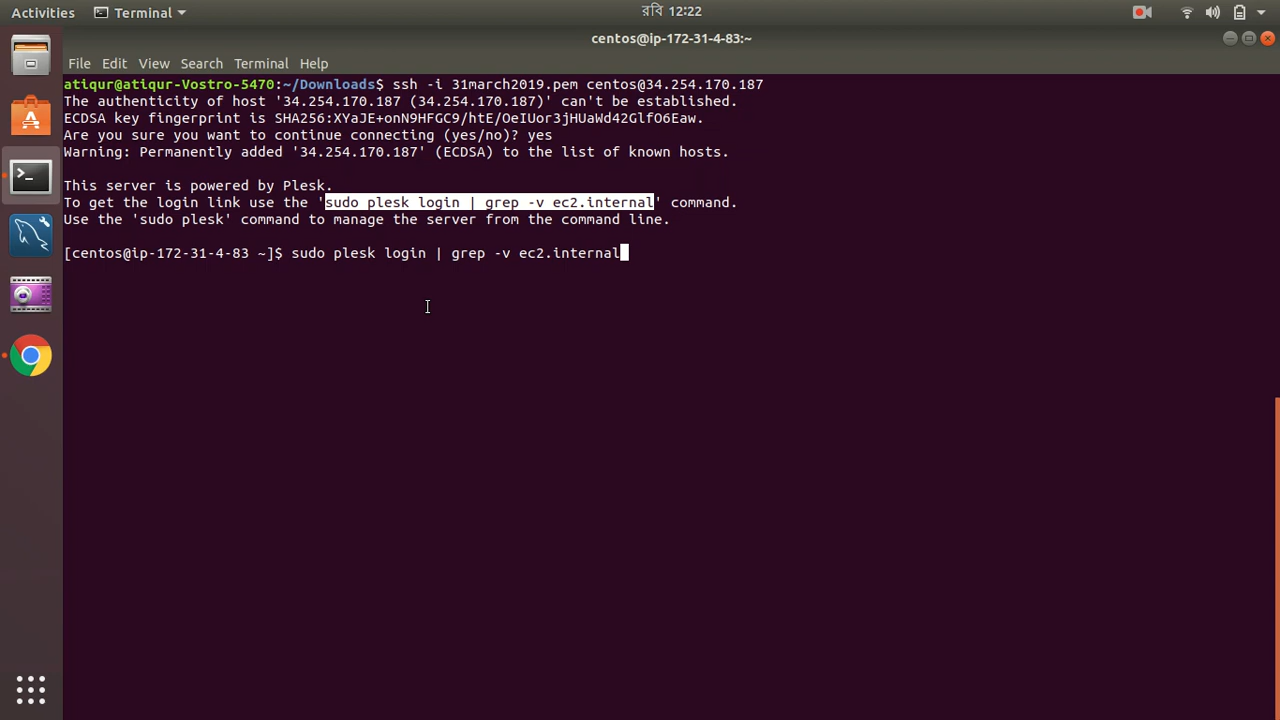 Activities Terminal রবি 12:22
centos@ip-172-31-4-83:~
File Edit View Search Terminal Help
atiqur@atiqur-Vostro-5470:~/Downloads$ ssh -i 31march2019.pem centos@34.254.170.187
The authenticity of host '34.254.170.187 (34.254.170.187)' can't be established.
ECDSA key fingerprint is SHA256:XYaJE+onN9HFGC9/htE/OeIUor3jHUaWd42GlfO6Eaw.
Are you sure you want to continue connecting (yes/no)? yes
Warning: Permanently added '34.254.170.187' (ECDSA) to the list of known hosts.
This server is powered by Plesk.
To get the login link use the 'sudo plesk login | grep -v ec2.internal' command.
Use the 'sudo plesk' command to manage the server from the command line.
[centos@ip-172-31-4-83 ~]$ sudo plesk login | grep -v ec2.internal